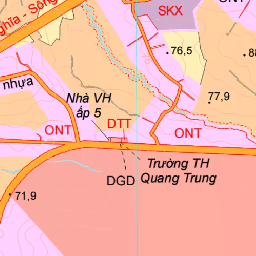 ghĩa - Sông
SKX
ONT
76,5
88
nhựa
77,9
Nhà VH
ấp 5
ONT
DTT
ONT
Trường TH
Quang Trung
DGD
71,9